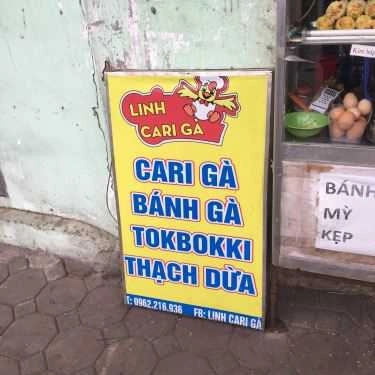 LINH
CARI GÀ
CARI GÀ
BÁNH GÀ
TOKBOKKI
THẠCH DỪA
T: 0962.216.936 FB: LINH CARI GÀ
BÁNH
MỲ
KẸP